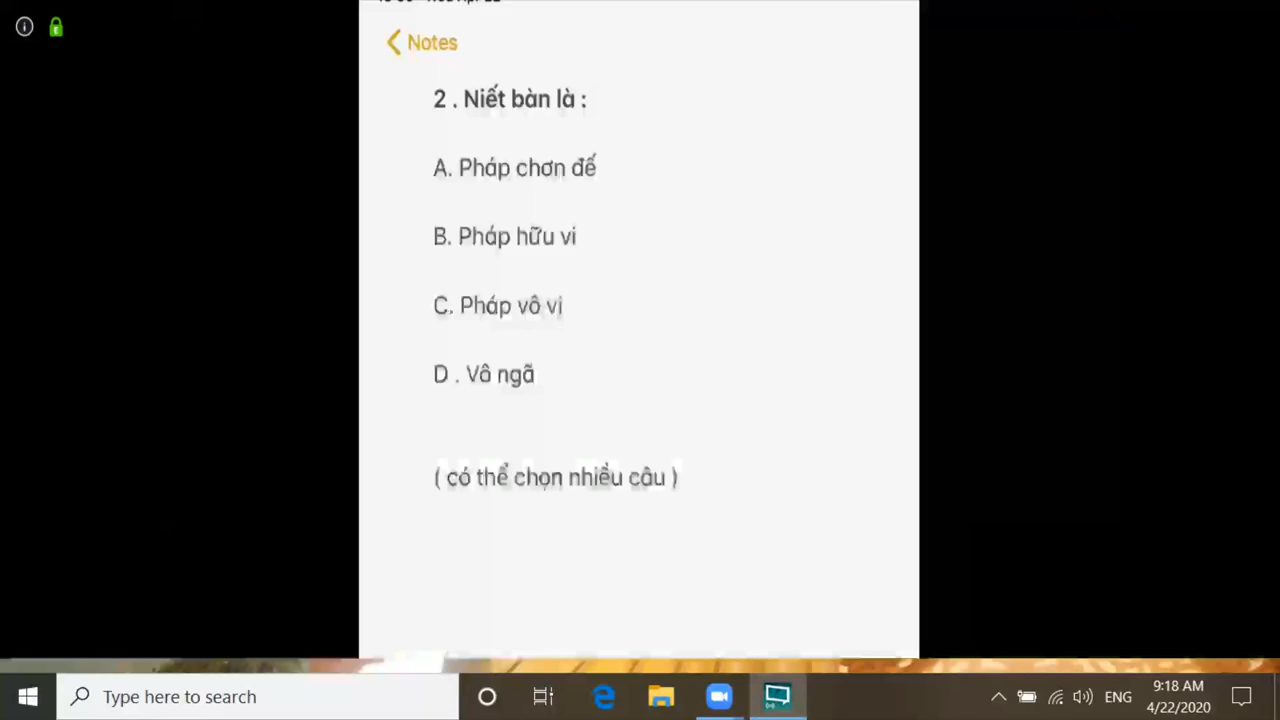 Notes
2 . Niết bàn là :
A. Pháp chơn đế
B. Pháp hữu vi
C. Pháp vô vi
D . Vô ngã
( có thể chọn nhiều câu )
Type here to search
ENG
9:18 AM
4/22/2020